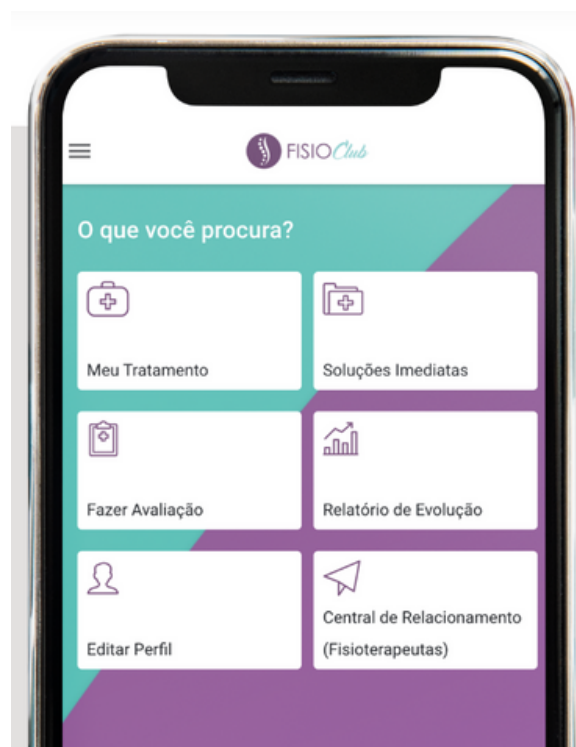 FISIO Club
O que você procura?
Meu Tratamento
Soluções Imediatas
Fazer Avaliação
Relatório de Evolução
Editar Perfil
Central de Relacionamento
(Fisioterapeutas)